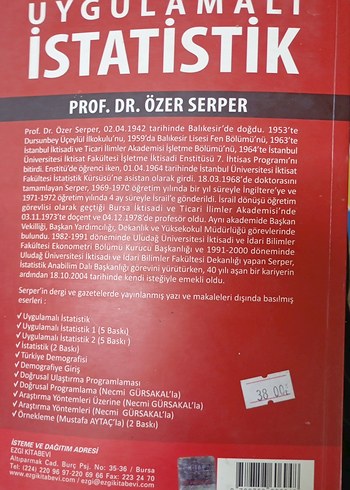 UYGULAMALI
İSTATİSTİK
PROF. DR. ÖZER SERPER
Prof. Dr. Özer Serper, 02.04.1942 tarihinde Balıkesir'de doğdu. 1953'te
Dursunbey Üçeylül İlkokulu'nu, 1959'da Balıkesir Lisesi Fen Bölümü'nü, 1963'te
İstanbul İktisadi ve Ticari İlimler Akademisi İşletme Bölümü'nü, 1964'te İstanbul
Üniversitesi İktisat Fakültesi İşletme İktisadi Enstitüsü 7. İhtisas Programı'nı
bitirdi. Enstitü'de öğrenci iken, 01.04.1964 tarihinde İstanbul Üniversitesi İktisat
Fakültesi İstatistik Kürsüsü'ne asistan olarak girdi. 18.03.1968'de doktorasını
tamamlayan Serper, 1969-1970 öğretim yılında bir yıl süreyle İngiltere'ye ve
1971-1972 öğretim yılında 4 ay süreyle İsrail'e gönderildi. İsrail dönüşü öğretim
görevlisi olarak geçtiği Bursa İktisadi ve Ticari İlimler Akademisi'nde
03.11.1973'te doçent ve 04.12.1978'de profesör oldu. Aynı akademide Başkan
Vekilliği, Başkan Yardımcılığı, Dekanlık ve Yüksekokul Müdürlüğü görevlerinde
bulundu. 1982-1991 döneminde Uludağ Üniversitesi İktisadi ve İdari Bilimler
Fakültesi Ekonometri Bölümü Kurucu Başkanlığı ve 1991-2000 döneminde
Uludağ Üniversitesi İktisadi ve İdari Bilimler Fakültesi Dekanlığı yapan Serper,
İstatistik Anabilim Dalı Başkanlığı görevini yürütürken, 40 yılı aşan bir kariyerin
ardından 18.10.2004 tarihinde kendi isteğiyle emekli oldu.
Serper'in dergi ve gazetelerde yayınlanmış yazı ve makaleleri dışında basılmış
eserleri :
✓ Uygulamalı İstatistik
✓ Uygulamalı İstatistik 1 (5 Baskı)
✓ Uygulamalı İstatistik 2 (5 Baskı )
✓ İstatistik (2 Baskı)
✓ Türkiye Demografisi
✓ Demografiye Giriş
✓ Doğrusal Ulaştırma Programlaması
✓ Doğrusal Programlama (Necmi GÜRSAKAL'la)
✓ Araştırma Yöntemleri Üzerine (Necmi GÜRSAKAL'la)
✓ Araştırma Yöntemleri (Necmi GÜRSAKAL'la)
✓ Örnekleme (Mustafa AYTAÇ'la) (2 Baskı)
38.00
İSTEME VE DAĞITIM ADRESİ
EZGİ KİTABEVİ
Altıparmak Cad. Burç Psj. No: 35-36 / Bursa
Tel: (224) 220 96 97-220 69 66 Fax: 223 24 70
www.ezgikitabevi.com / ezgi@ezgikitabevi.com